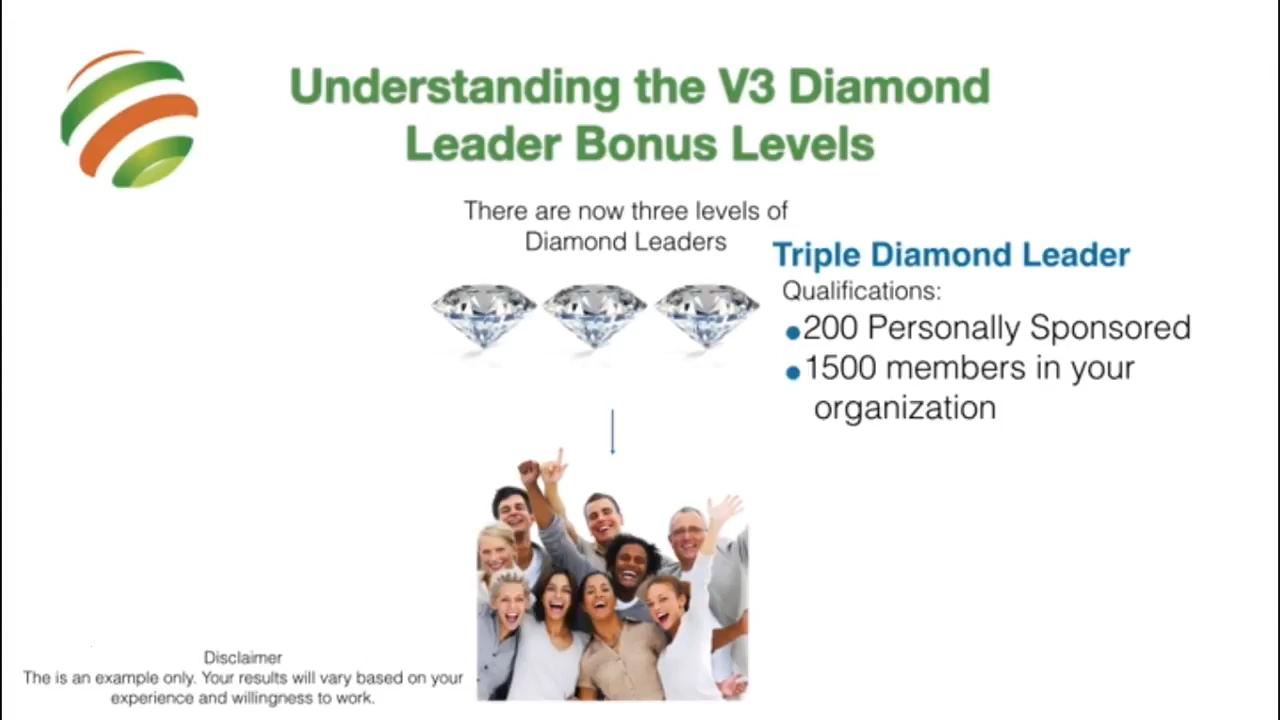 Understanding the V3 Diamond
Leader Bonus Levels
There are now three levels of
Diamond Leaders
Triple Diamond Leader
Qualifications:
•200 Personally Sponsored
•1500 members in your
organization
Disclaimer
The is an example only. Your results will vary based on your
experience and willingness to work.